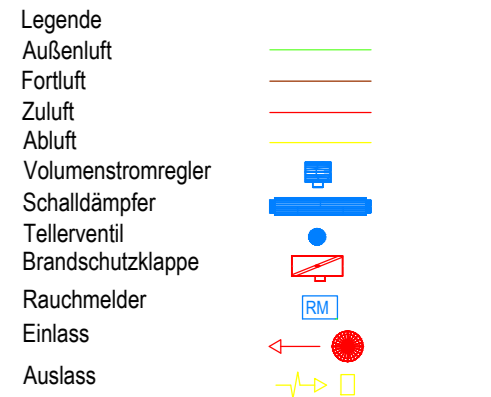 Legende
Außenluft
Fortluft
Zuluft
Abluft
Volumenstromregler
Schalldämpfer
Tellerventil
Brandschutzklappe
Rauchmelder RM
Einlass
Auslass